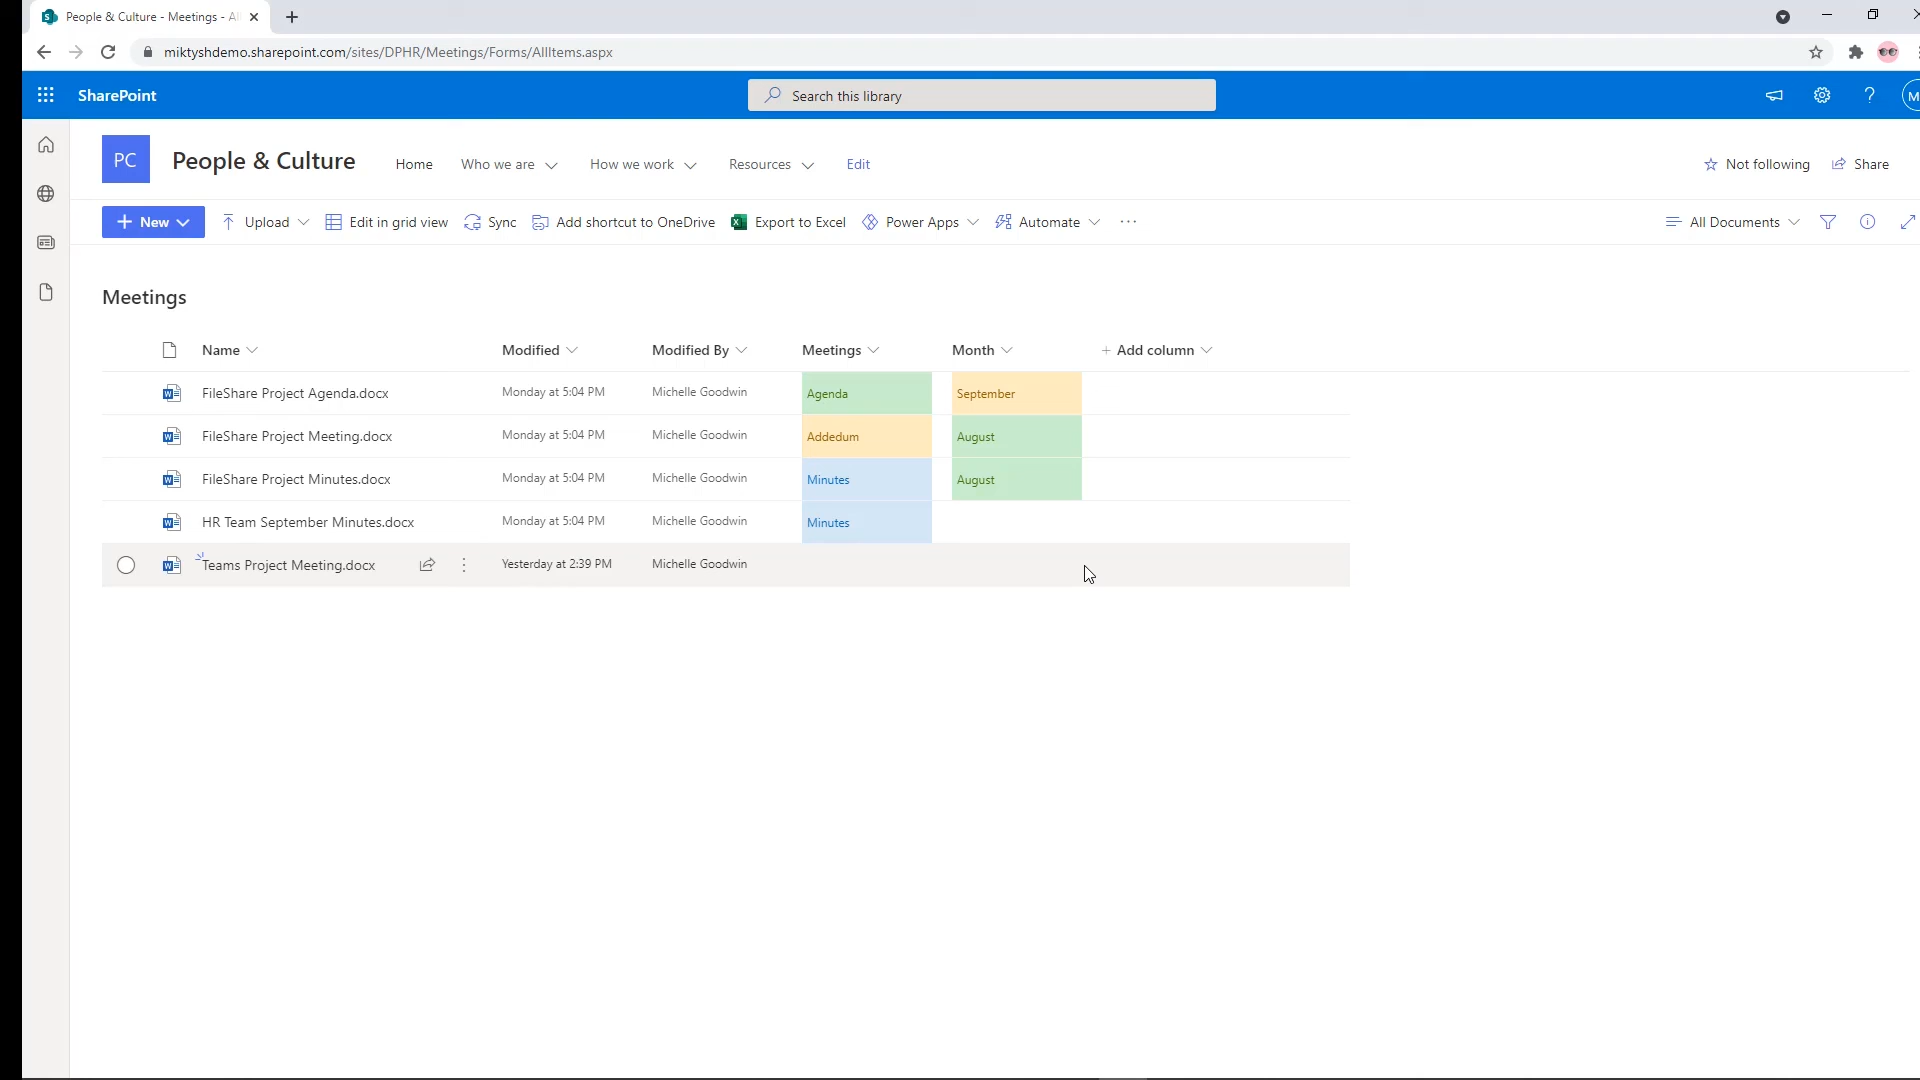 People & Culture - Meetings - Al
miktyshdemo.sharepoint.com/sites/DPHR/Meetings/Forms/AllItems.aspx
SharePoint
Search this library
?
M
PC
People & Culture
Home
Who we are
How we work
Resources
Edit
Not following
Share
New
Upload
Edit in grid view
Sync
Add shortcut to OneDrive
Export to Excel
Power Apps
Automate
...
All Documents
Meetings
Name
Modified
Modified By
Meetings
Month
+ Add column
FileShare Project Agenda.docx
Monday at 5:04 PM
Michelle Goodwin
Agenda
September
FileShare Project Meeting.docx
Monday at 5:04 PM
Michelle Goodwin
Addedum
August
FileShare Project Minutes.docx
Monday at 5:04 PM
Michelle Goodwin
Minutes
August
HR Team September Minutes.docx
Monday at 5:04 PM
Michelle Goodwin
Minutes
Teams Project Meeting.docx
Yesterday at 2:39 PM
Michelle Goodwin